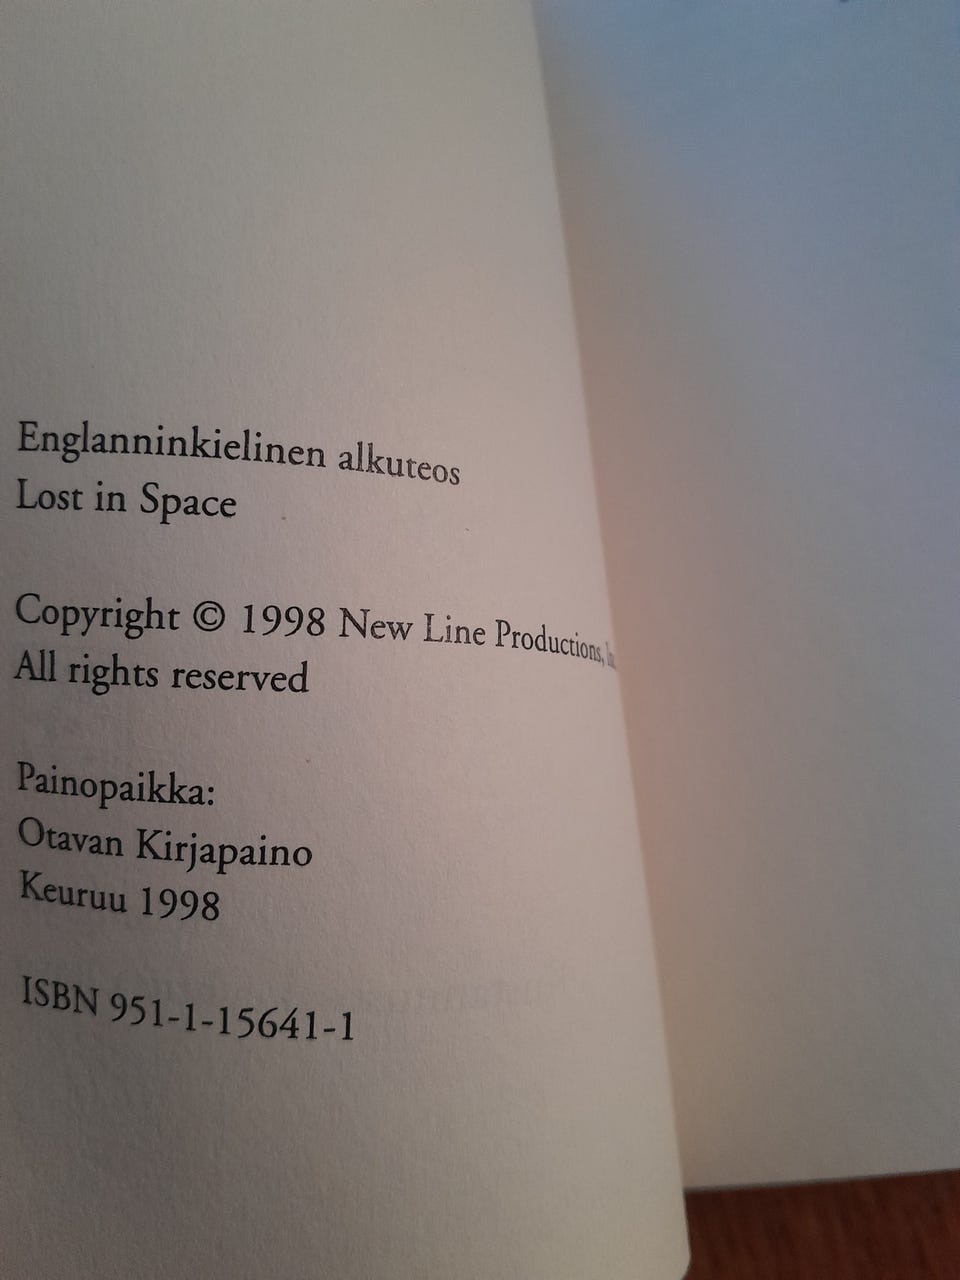 Englanninkielinen alkuteos
Lost in Space
Copyright © 1998 New Line Productions,
All rights reserved
Painopaikka:
Otavan Kirjapaino
Keuruu 1998
ISBN 951-1-15641-1